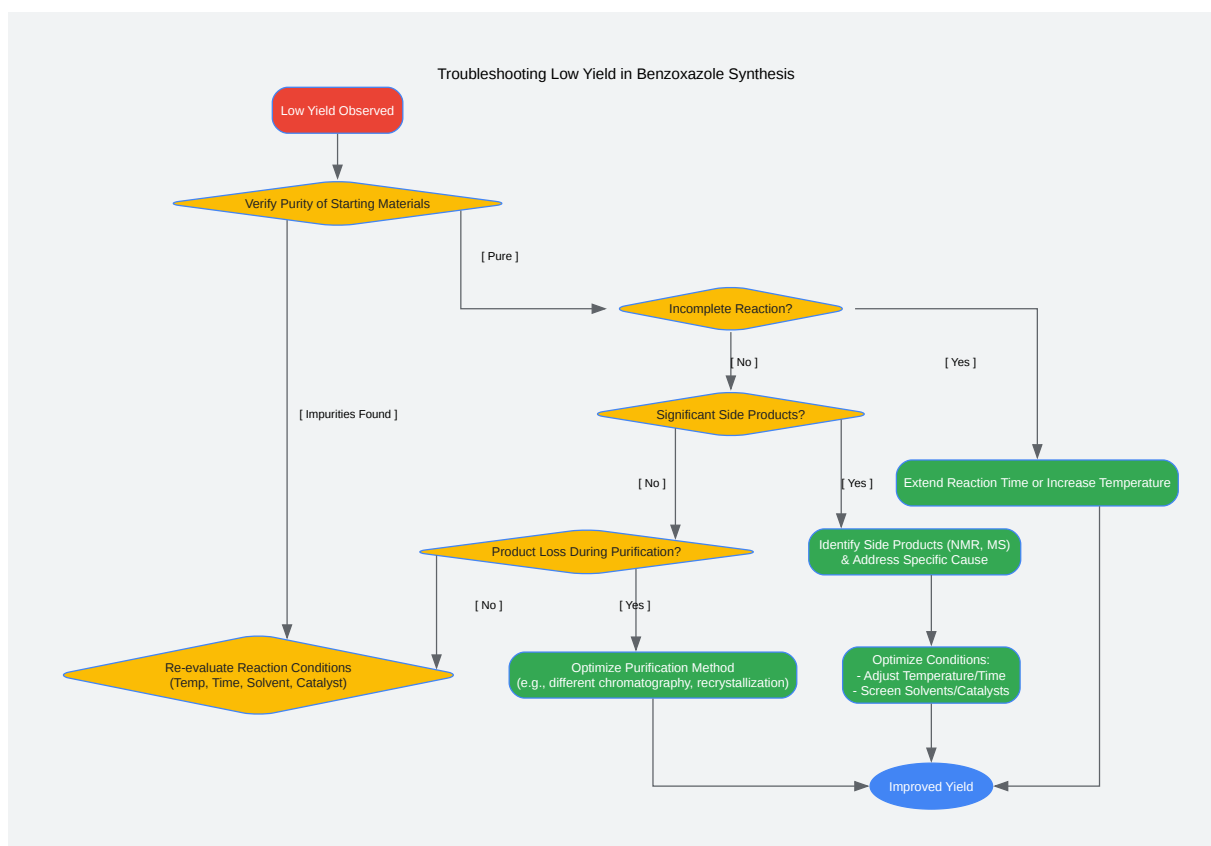 Troubleshooting Low Yield in Benzoxazole Synthesis
Low Yield Observed
Verify Purity of Starting Materials
[ Pure ]
Incomplete Reaction?
[ No ]
[ Yes ]
Significant Side Products?
[ Impurities Found ]
[ No ]
[ Yes ]
Extend Reaction Time or Increase Temperature
Product Loss During Purification?
Identify Side Products (NMR, MS)
& Address Specific Cause
[ No ]
[ Yes ]
Re-evaluate Reaction Conditions
(Temp, Time, Solvent, Catalyst)
Optimize Purification Method
(e.g., different chromatography, recrystallization)
Optimize Conditions:
- Adjust Temperature/Time
- Screen Solvents/Catalysts
Improved Yield